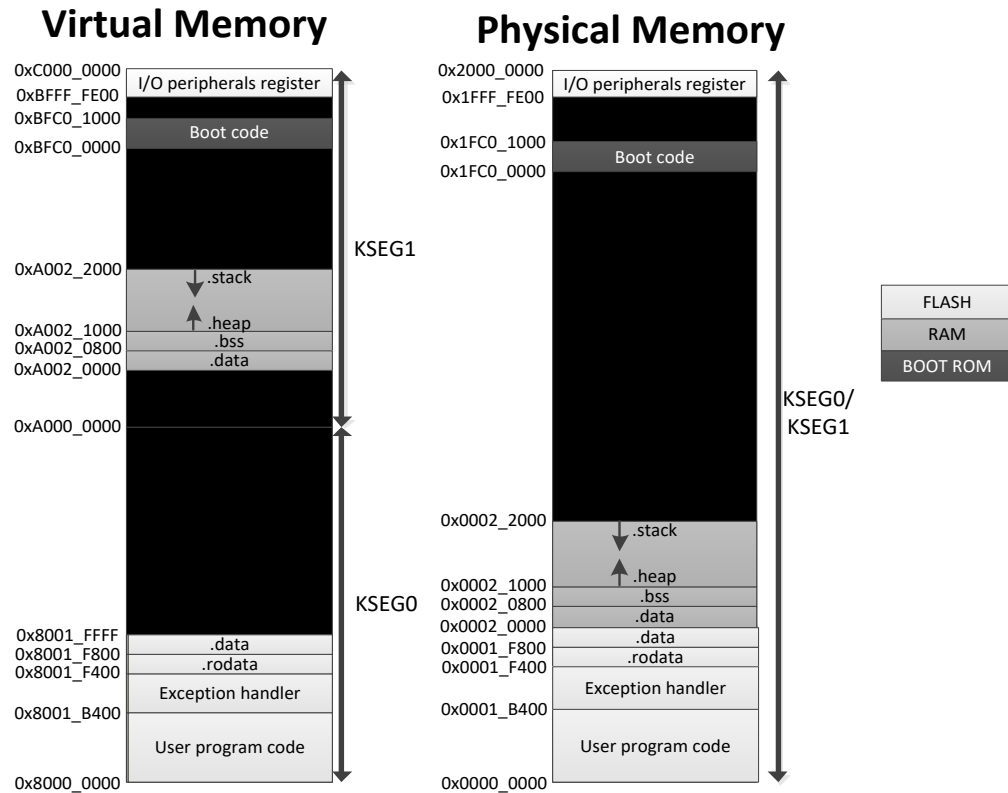 Virtual Memory
0xC000_0000
I/O peripherals register
0xBFFF_FE00
0xBFC0_1000
Boot code
0xBFC0_0000
KSEG1
0xA002_2000
.stack
.heap
0xA002_1000
.bss
0xA002_0800
.data
0xA002_0000
0xA000_0000
KSEG0
0x8001_FFFF
.data
0x8001_F800
.rodata
0x8001_F400
Exception handler
0x8001_B400
User program code
0x8000_0000
Physical Memory
0x2000_0000
I/O peripherals register
0x1FFF_FE00
0x1FC0_1000
Boot code
0x1FC0_0000
KSEG0/
KSEG1
0x0002_2000
.stack
.heap
0x0002_1000
.bss
0x0002_0800
.data
0x0002_0000
.data
0x0001_F800
.rodata
0x0001_F400
Exception handler
0x0001_B400
User program code
0x0000_0000
FLASH
RAM
BOOT ROM